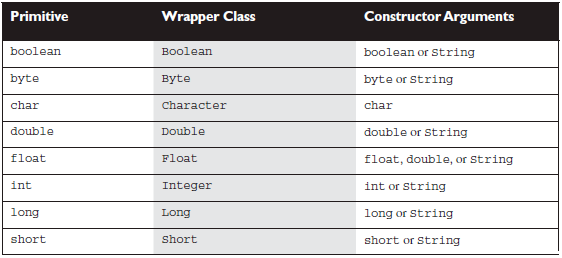 Primitive Wrapper Class Constructor Arguments
boolean Boolean boolean or String
byte Byte byte or String
char Character char
double Double double or String
float Float float, double, or String
int Integer int or String
long Long long or String
short Short short or String